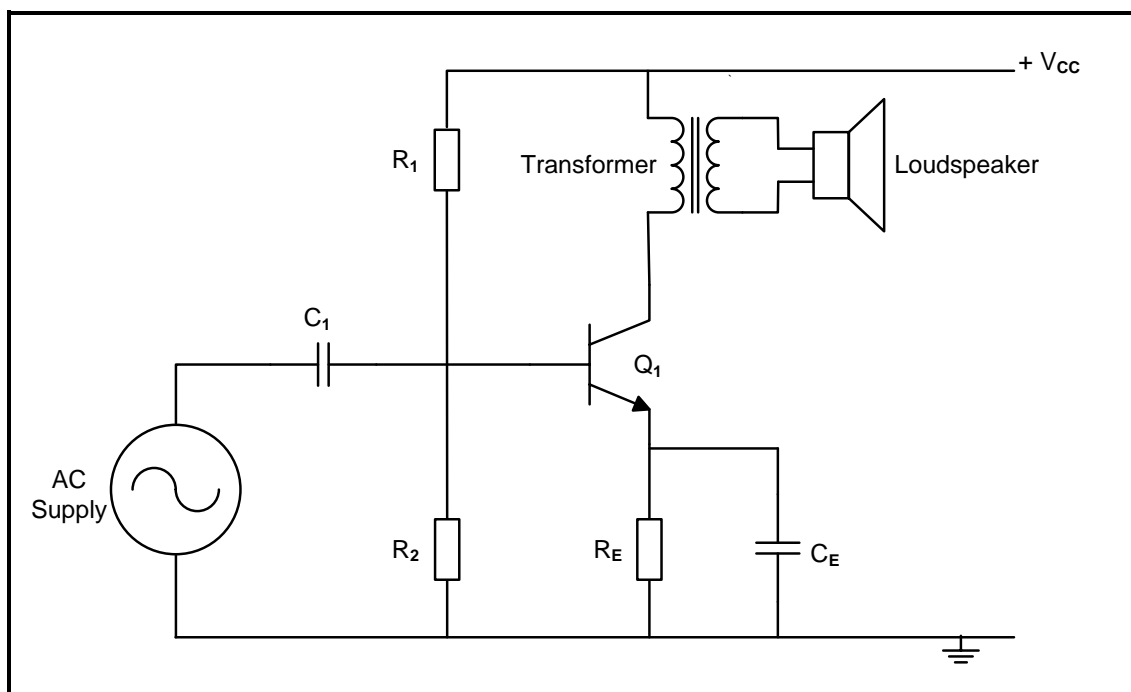 + VCC
R1
Transformer
Loudspeaker
C1
Q1
AC
Supply
R2
RE
CE